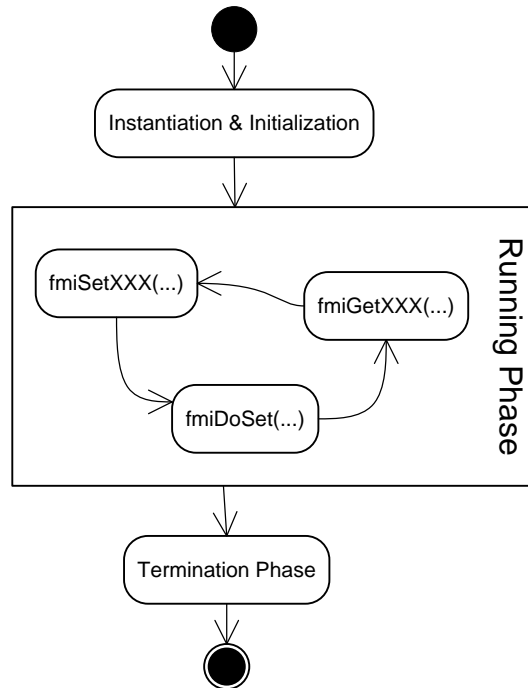 Instantiation & Initialization
Running Phase
fmiSetXXX(...)
fmiGetXXX(...)
fmiDoSet(...)
Termination Phase